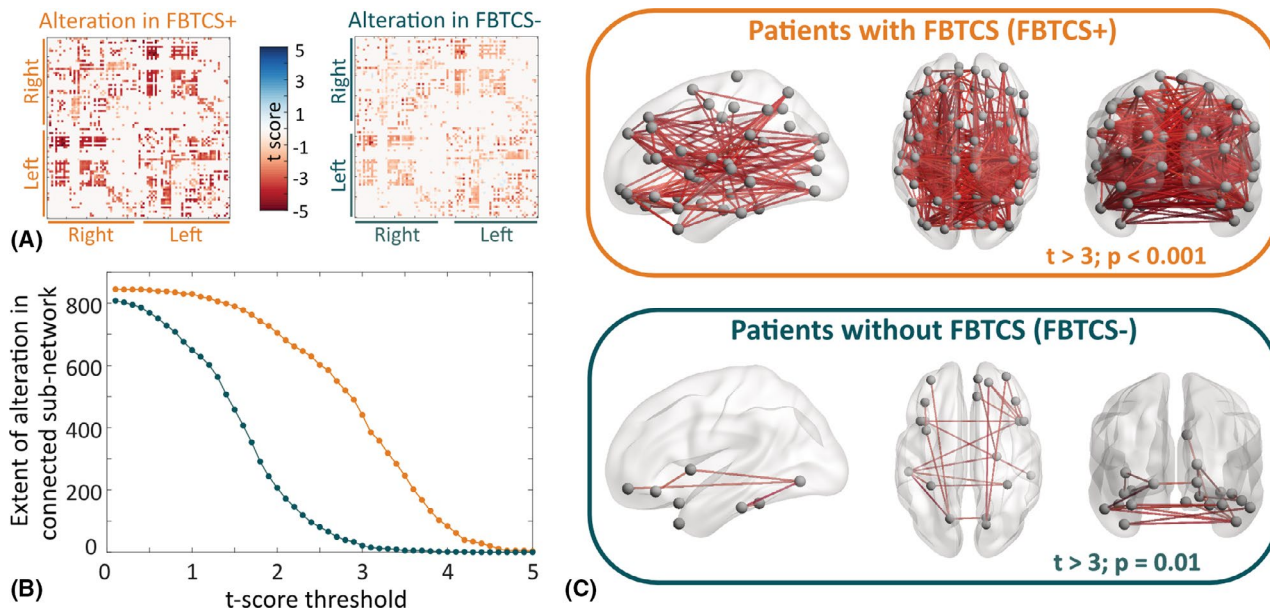 Alteration in FBTCS+
Alteration in FBTCS-
Right
Left
Right
Left
5
3
1
-1
-3
-5
t score
Right
Left
Right
Left
(A)
Extent of alteration in
connected sub-network
800
600
400
200
0
0 1 2 3 4 5
t-score threshold
(B)
Patients with FBTCS (FBTCS+)
t > 3; p < 0.001
Patients without FBTCS (FBTCS-)
t > 3; p = 0.01
(C)